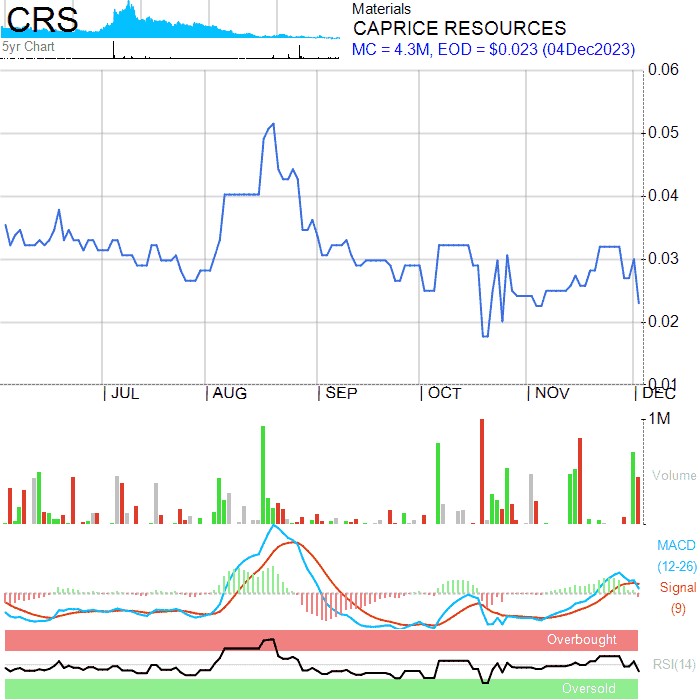 CRS
5yr Chart
Materials
CAPRICE RESOURCES
MC = 4.3M, EOD = $0.023 (04Dec2023)
0.06
0.05
0.04
0.03
0.02
0.01
JUL AUG SEP OCT NOV DEC
1M
Volume
MACD
(12-26)
Signal
(9)
Overbought
RSI(14)
Oversold